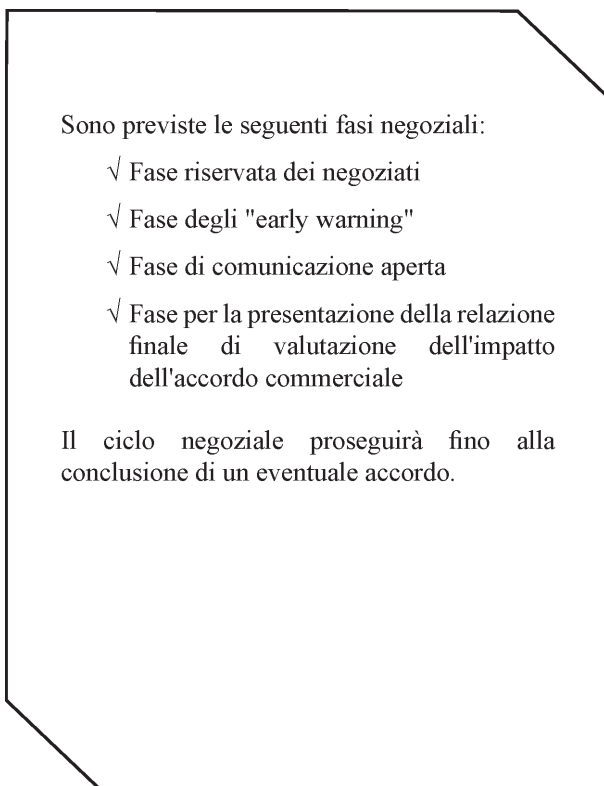 Sono previste le seguenti fasi negoziali:
√ Fase riservata dei negoziati
√ Fase degli "early warning"
√ Fase di comunicazione aperta
√ Fase per la presentazione della relazione
finale di valutazione dell'impatto
dell'accordo commerciale
Il ciclo negoziale proseguirà fino alla
conclusione di un eventuale accordo.